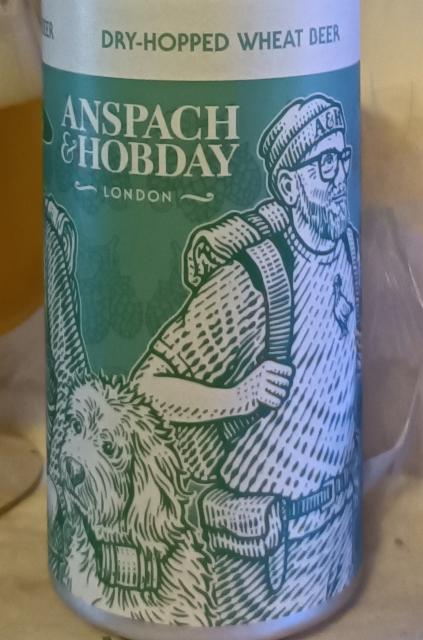 DRY-HOPPED WHEAT BEER
ANSPACH
& HOBDAY
LONDON
A&H